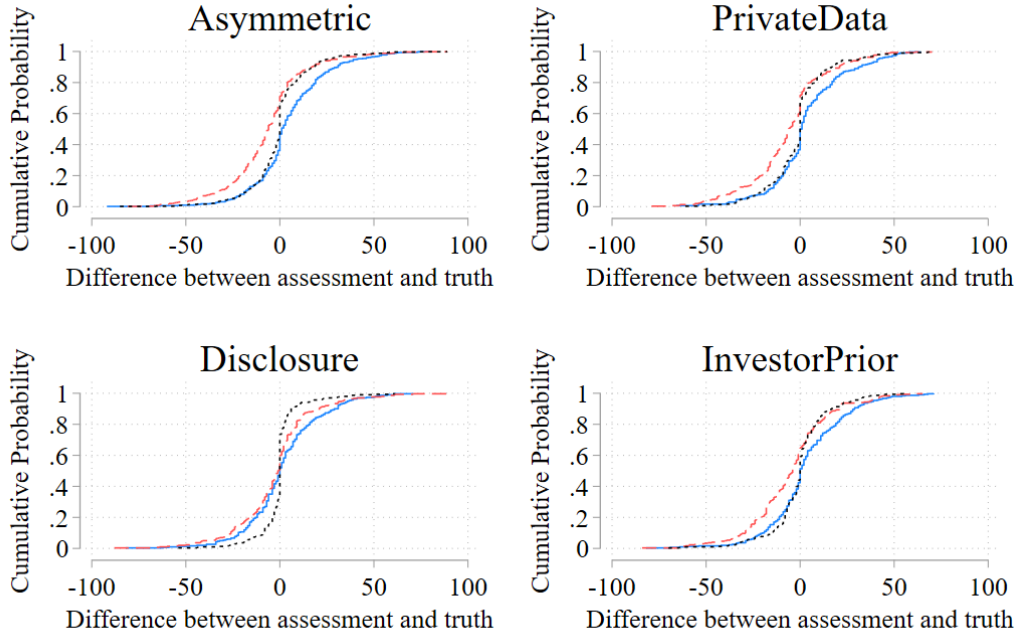 Asymmetric
Cumulative Probability
1
.8
.6
.4
.2
0
-100 -50 0 50 100
Difference between assessment and truth
PrivateData
Cumulative Probability
1
.8
.6
.4
.2
0
-100 -50 0 50 100
Difference between assessment and truth
Disclosure
Cumulative Probability
1
.8
.6
.4
.2
0
-100 -50 0 50 100
Difference between assessment and truth
InvestorPrior
Cumulative Probability
1
.8
.6
.4
.2
0
-100 -50 0 50 100
Difference between assessment and truth